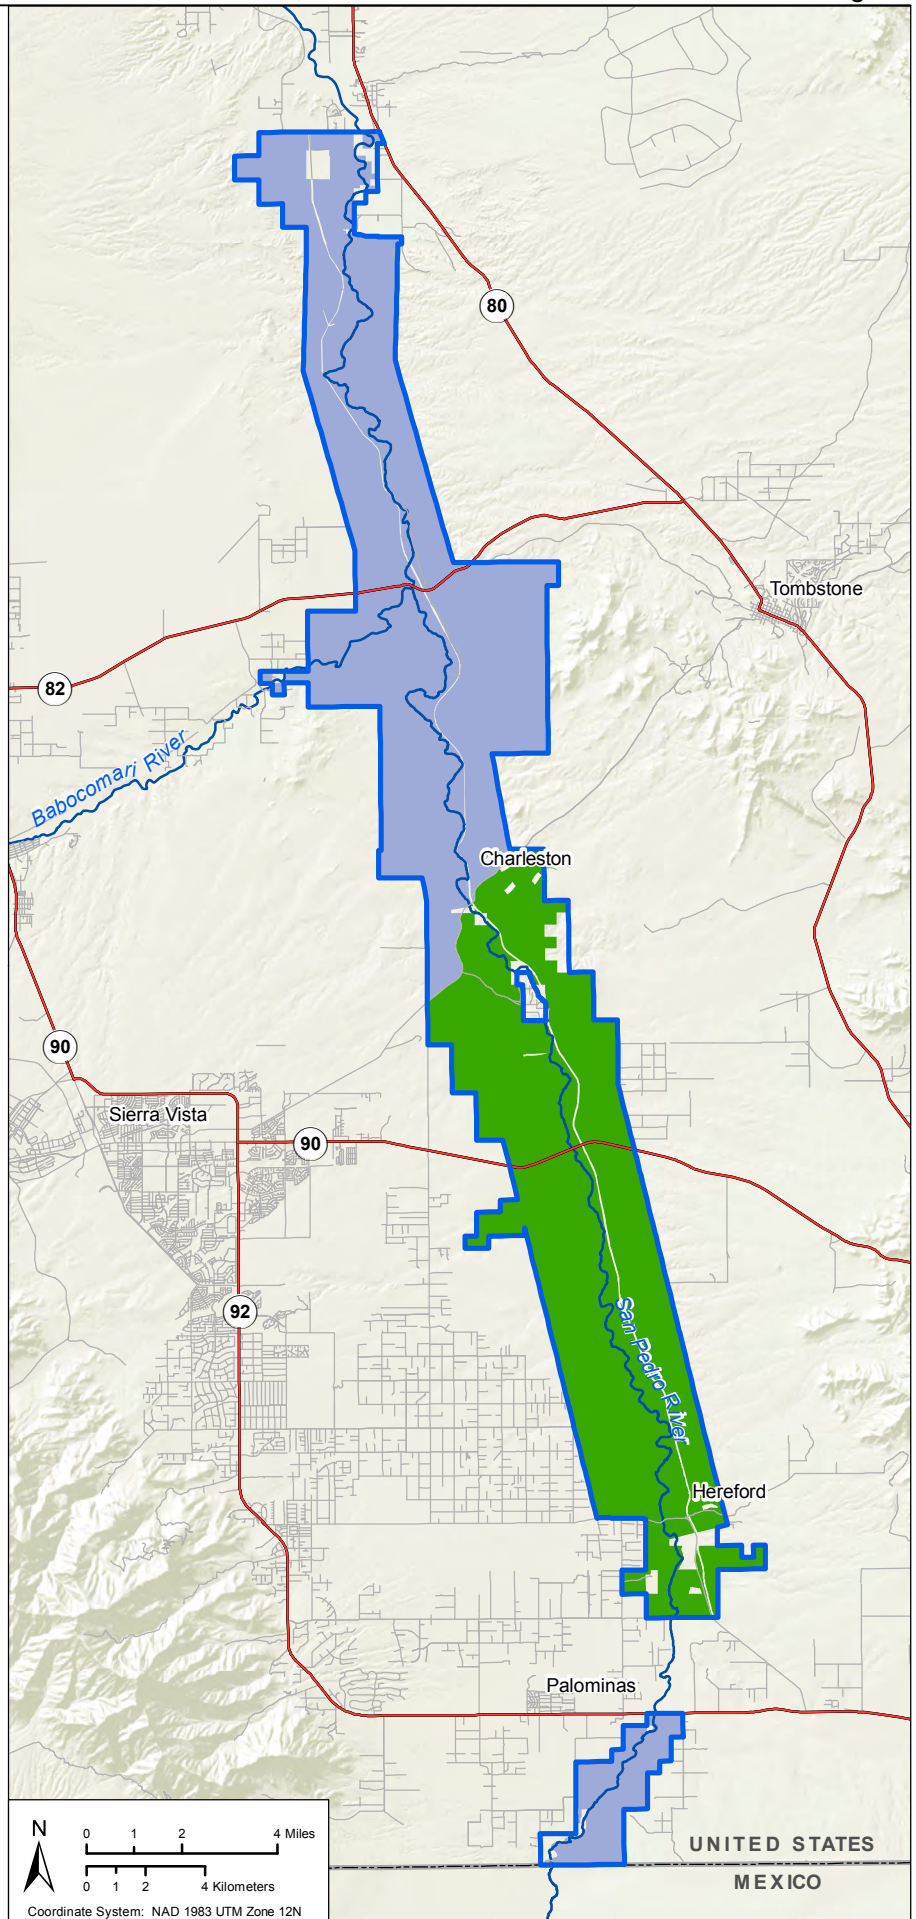 80
Tombstone
82
Babocomari River
Charleston
90
Sierra Vista
90
92
San Pedro River
Hereford
Palominas
N
0 1 2 4 Miles
0 1 2 4 Kilometers
Coordinate System: NAD 1983 UTM Zone 12N
UNITED STATES
MEXICO